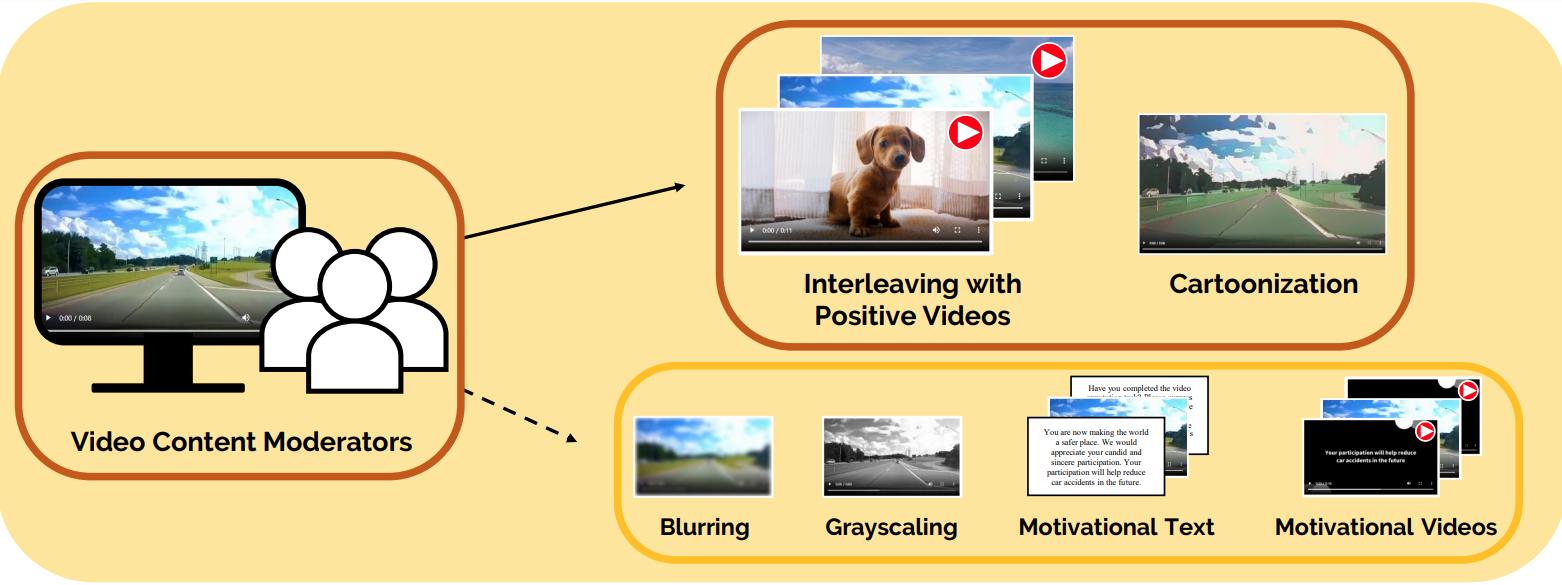 Interleaving with
Positive Videos
Cartoonization
0:00 / 0:11
0:00 / 0:08
Video Content Moderators
Have you completed the video
You are now making the world
a safer place. We would
appreciate your candid and
sincere participation. Your
participation will help reduce
car accidents in the future.
Your participation will help reduce
car accidents in the future
Blurring
Grayscaling
Motivational Text
Motivational Videos